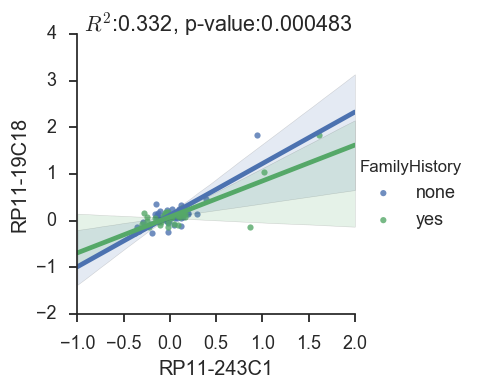 R²:0.332, p-value:0.000483
4
3
2
1
0
−1
−2
RP11-19C18
−1.0 −0.5 0.0 0.5 1.0 1.5 2.0
RP11-243C1
FamilyHistory
none
yes